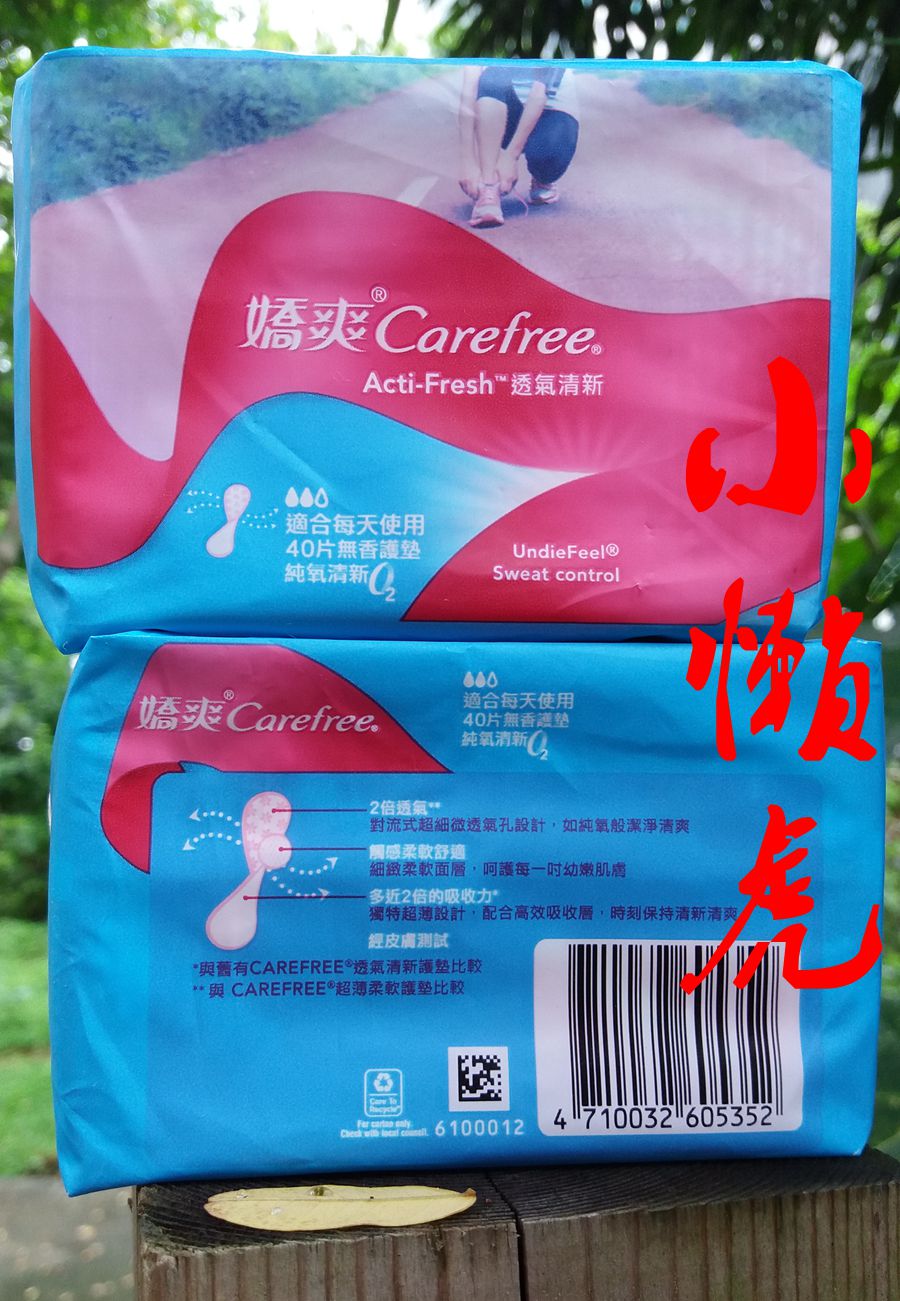 嬌爽®Carefree®
Acti-Fresh™透氣清新
適合每天使用
40片無香護墊
純氧清新O2
UndieFeel®
Sweat control
小懶虎
嬌爽®Carefree®
適合每天使用
40片無香護墊
純氧清新O2
2倍透氣**
對流式超細微透氣孔設計，如純氧般潔淨清爽
觸感柔軟舒適
細緻柔軟面層，呵護每一吋幼嫩肌膚
多近2倍的吸收力*
獨特超薄設計，配合高效吸收層，時刻保持清新清爽
經皮膚測試
*與舊有CAREFREE®透氣清新護墊比較
**與 CAREFREE®超薄柔軟護墊比較
Care To
Recycle
For carton only.
Check with local council.
6100012
4 710032 605352